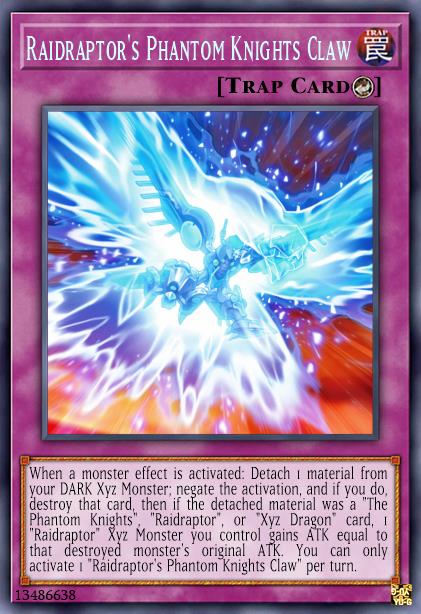 Raidraptor's Phantom Knights Claw
TRAP
罠
[Trap Card]
When a monster effect is activated: Detach 1 material from
your DARK Xyz Monster; negate the activation, and if you do,
destroy that card, then if the detached material was a "The
Phantom Knights", "Raidraptor", or "Xyz Dragon" card, 1
"Raidraptor" Xyz Monster you control gains ATK equal to
that destroyed monster's original ATK. You can only
activate 1 "Raidraptor's Phantom Knights Claw" per turn.
13486638